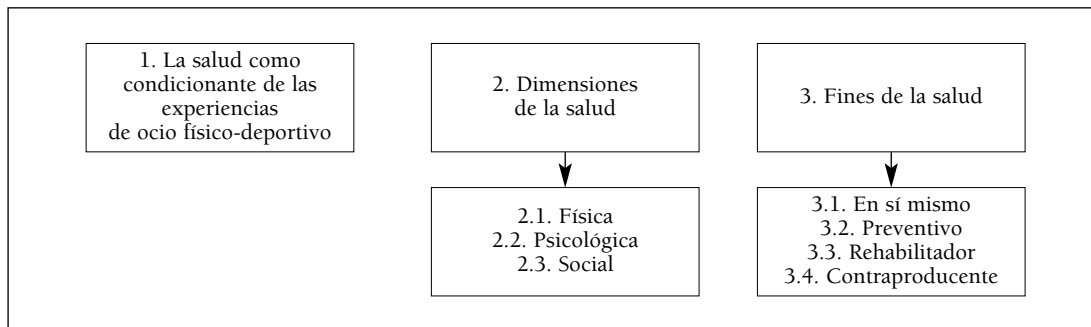 1. La salud como
condicionante de las
experiencias
de ocio físico-deportivo
2. Dimensiones
de la salud
3. Fines de la salud
2.1. Física
2.2. Psicológica
2.3. Social
3.1. En sí mismo
3.2. Preventivo
3.3. Rehabilitador
3.4. Contraproducente